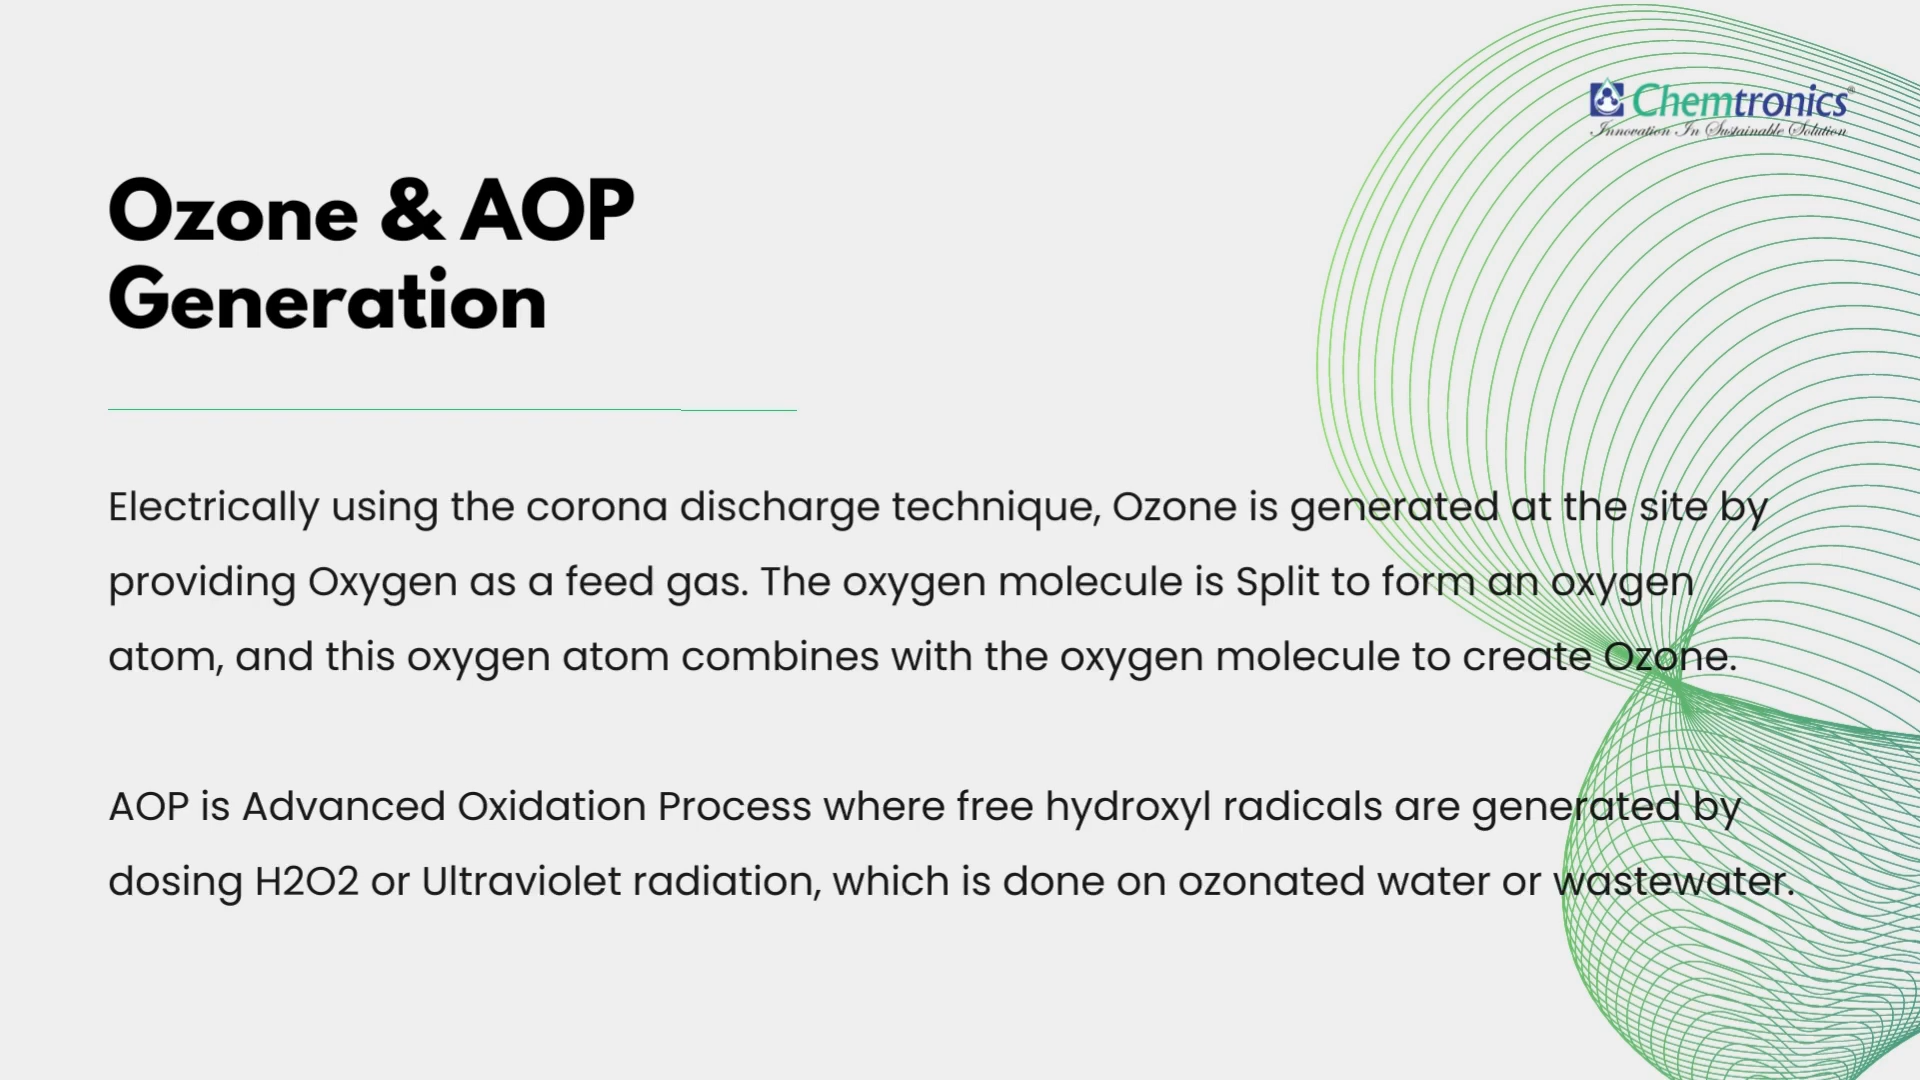 Chemtronics®
Innovation In Sustainable Solution
Ozone & AOP
Generation
Electrically using the corona discharge technique, Ozone is generated at the site by
providing Oxygen as a feed gas. The oxygen molecule is Split to form an oxygen
atom, and this oxygen atom combines with the oxygen molecule to create Ozone.
AOP is Advanced Oxidation Process where free hydroxyl radicals are generated by
dosing H2O2 or Ultraviolet radiation, which is done on ozonated water or wastewater.